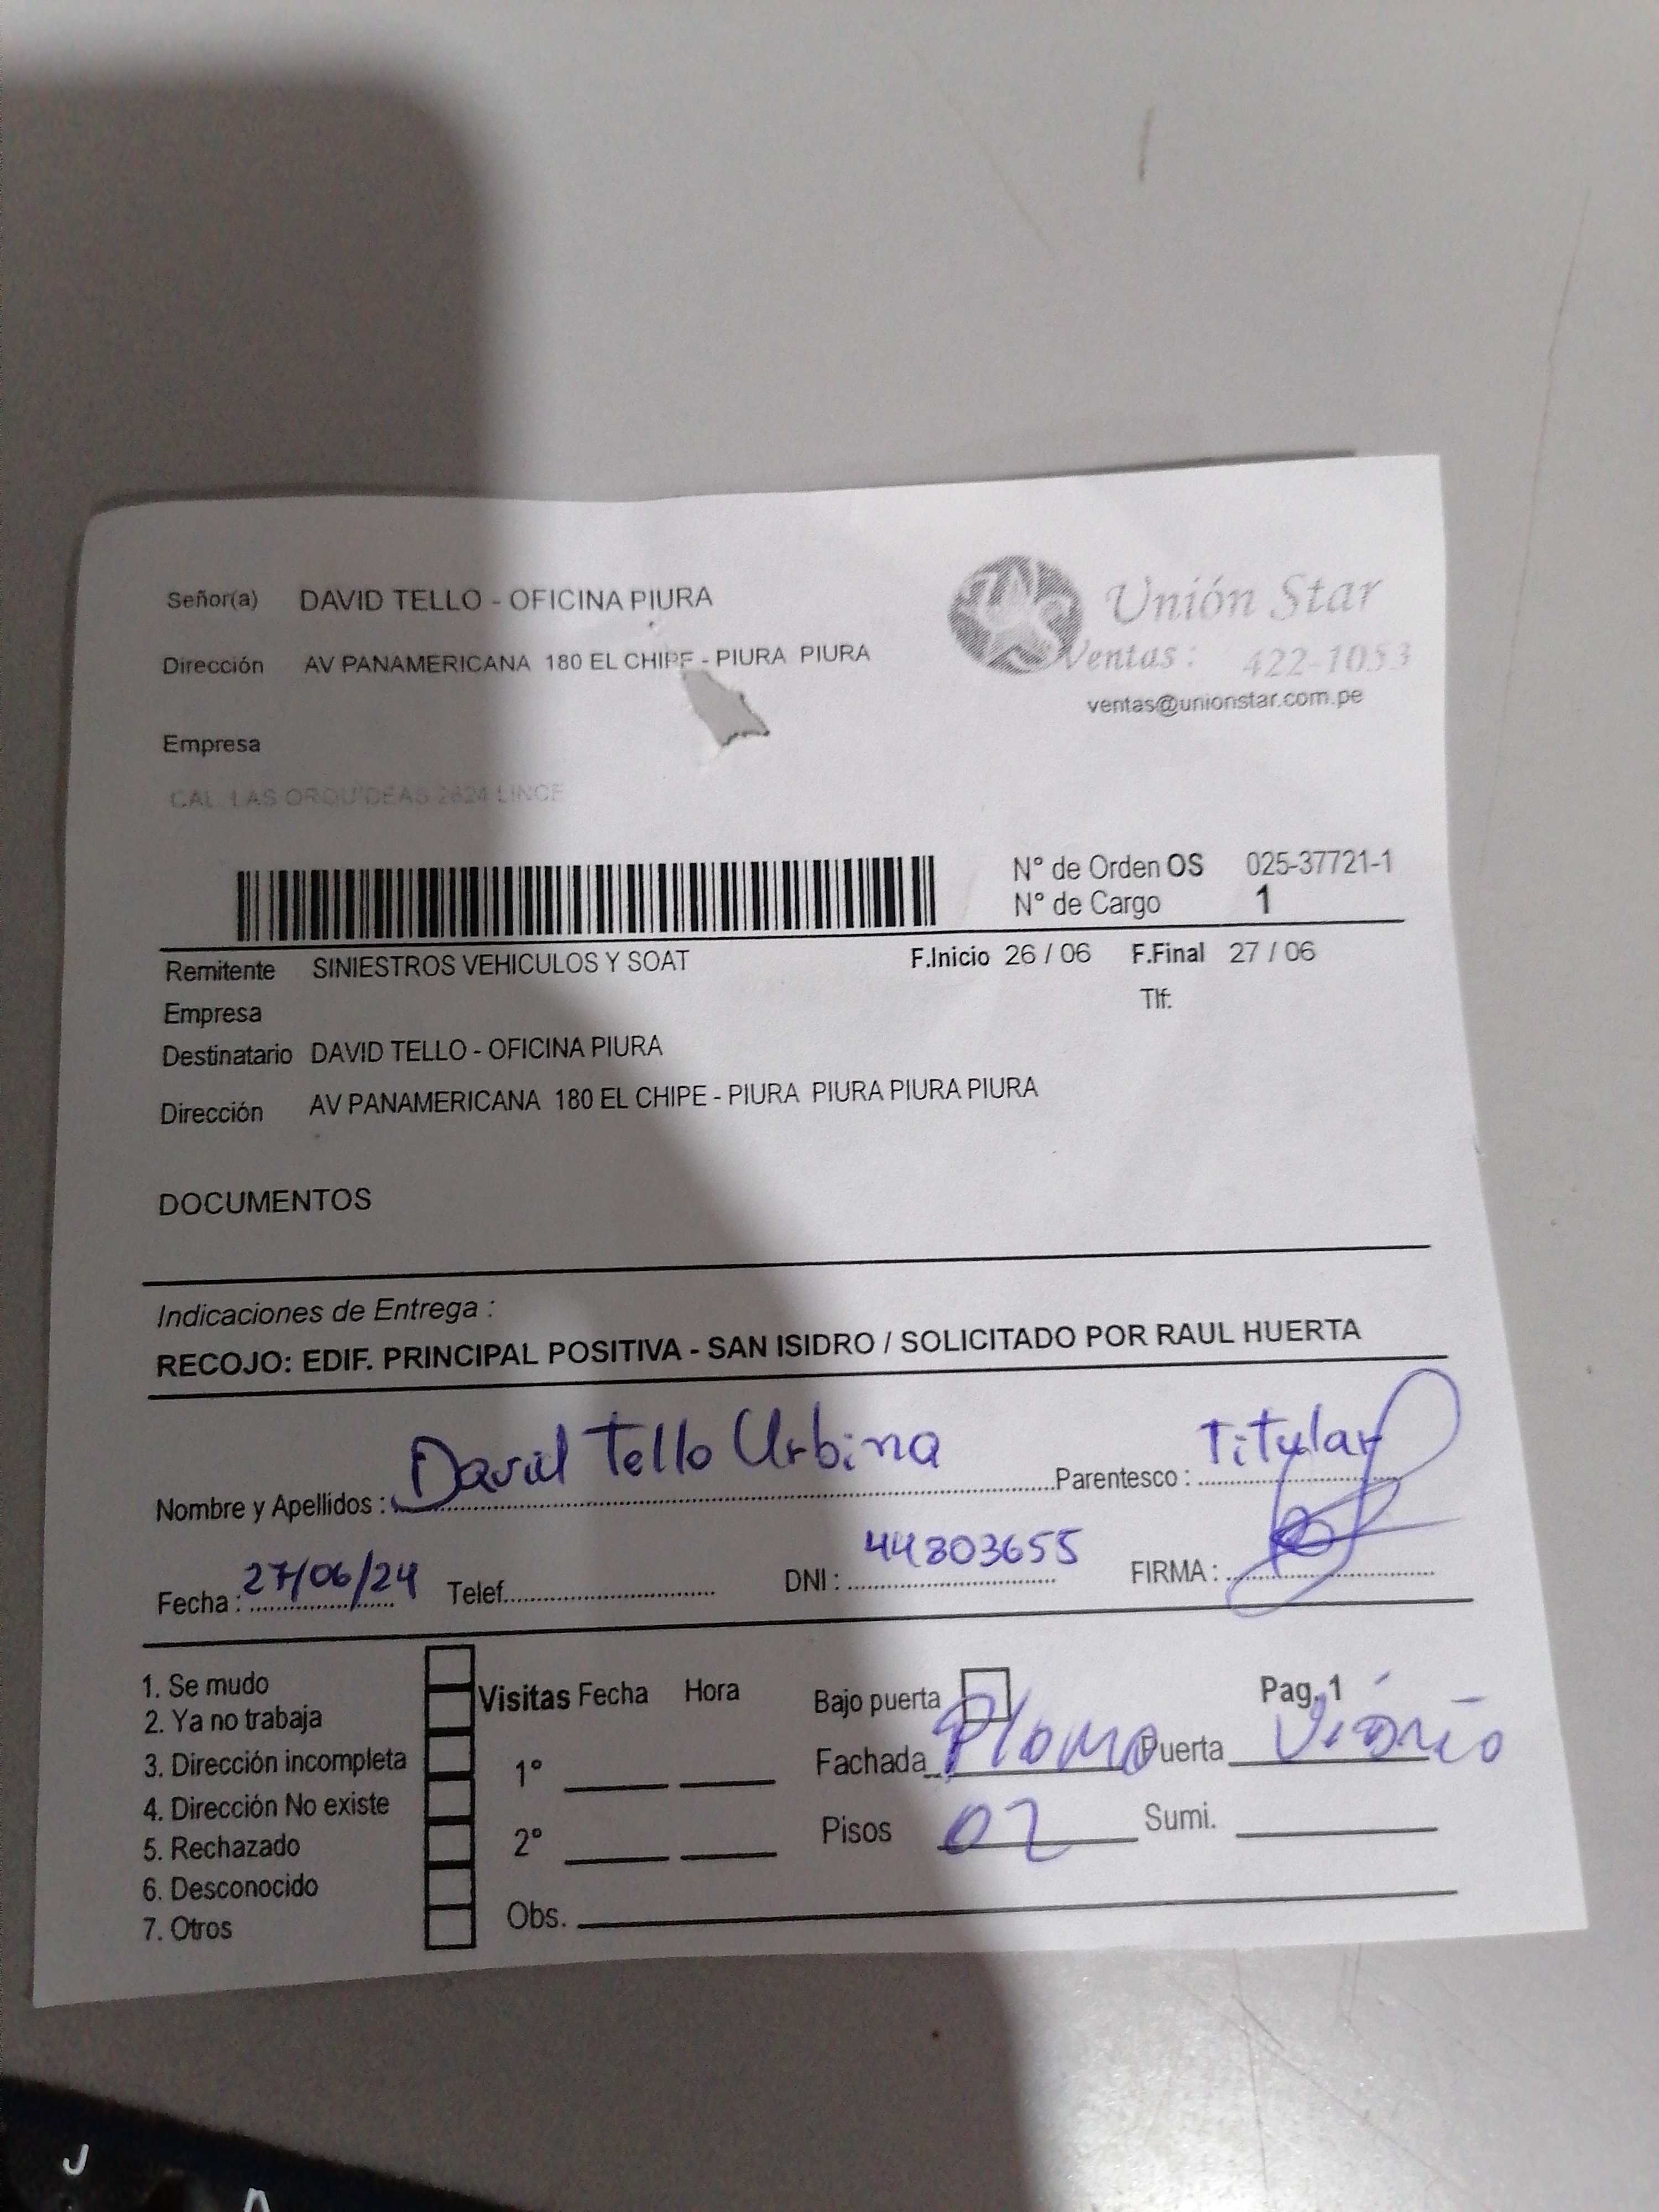 Señor(a) DAVID TELLO - OFICINA PIURA
Unión Star
Dirección AV PANAMERICANA 180 EL CHIPE - PIURA PIURA
Ventas : 422-1053
ventas@unionstar.com.pe
Empresa
CAL. LAS ORQUIDEAS 2624 LINCE
N° de Orden OS 025-37721-1
N° de Cargo 1
Remitente SINIESTROS VEHICULOS Y SOAT F.Inicio 26 / 06 F.Final 27 / 06
Empresa Tlf:
Destinatario DAVID TELLO - OFICINA PIURA
Dirección AV PANAMERICANA 180 EL CHIPE - PIURA PIURA PIURA PIURA
DOCUMENTOS
Indicaciones de Entrega :
RECOJO: EDIF. PRINCIPAL POSITIVA - SAN ISIDRO / SOLICITADO POR RAUL HUERTA
Nombre y Apellidos : David Tello Urbina Parentesco : Titular
Fecha : 27/06/24 Telef. DNI : 44803655 FIRMA :
1. Se mudo
2. Ya no trabaja
3. Dirección incompleta
4. Dirección No existe
5. Rechazado
6. Desconocido
7. Otros
Visitas Fecha Hora
1°
2°
Obs.
Bajo puerta Pag. 1
Fachada Plomo Puerta Vidrio
Pisos 02 Sumi.
J